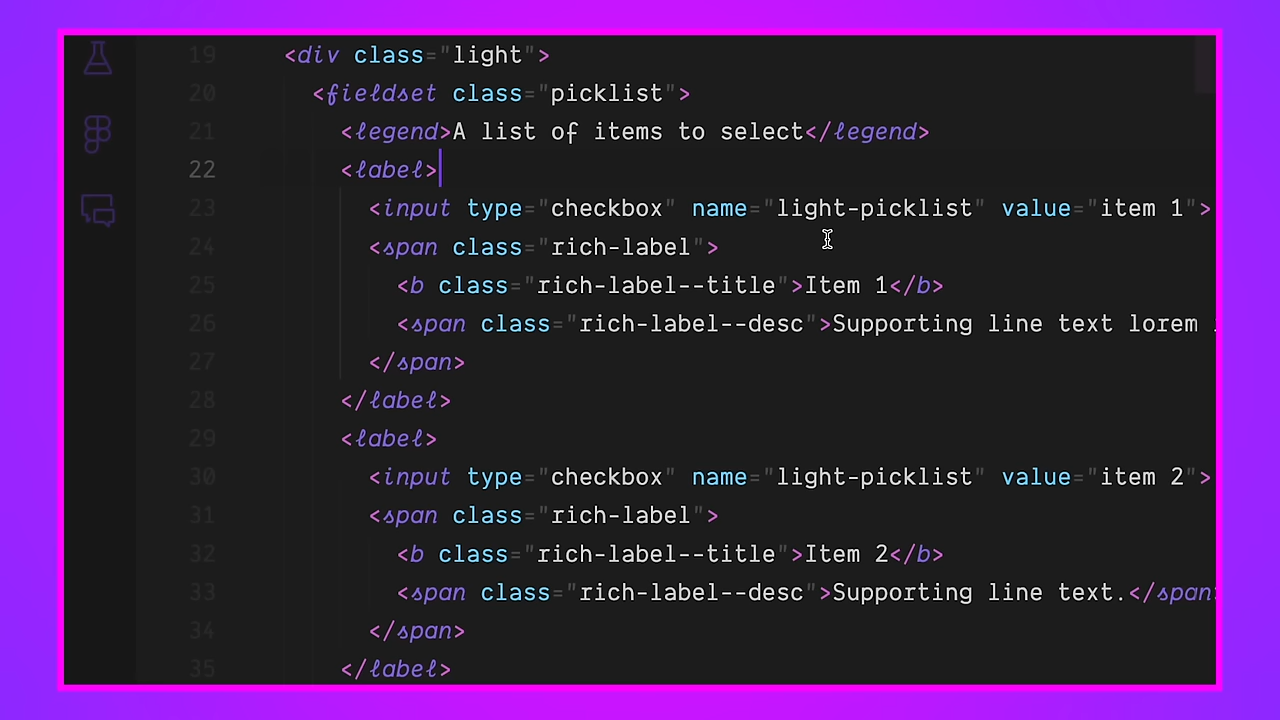 19 <div class="light">
20 <fieldset class="picklist">
21 <legend>A list of items to select</legend>
22 <label>
23 <input type="checkbox" name="light-picklist" value="item 1">
24 <span class="rich-label">
25 <b class="rich-label--title">Item 1</b>
26 <span class="rich-label--desc">Supporting line text lorem
27 </span>
28 </label>
29 <label>
30 <input type="checkbox" name="light-picklist" value="item 2">
31 <span class="rich-label">
32 <b class="rich-label--title">Item 2</b>
33 <span class="rich-label--desc">Supporting line text.</span>
34 </span>
35 </label>